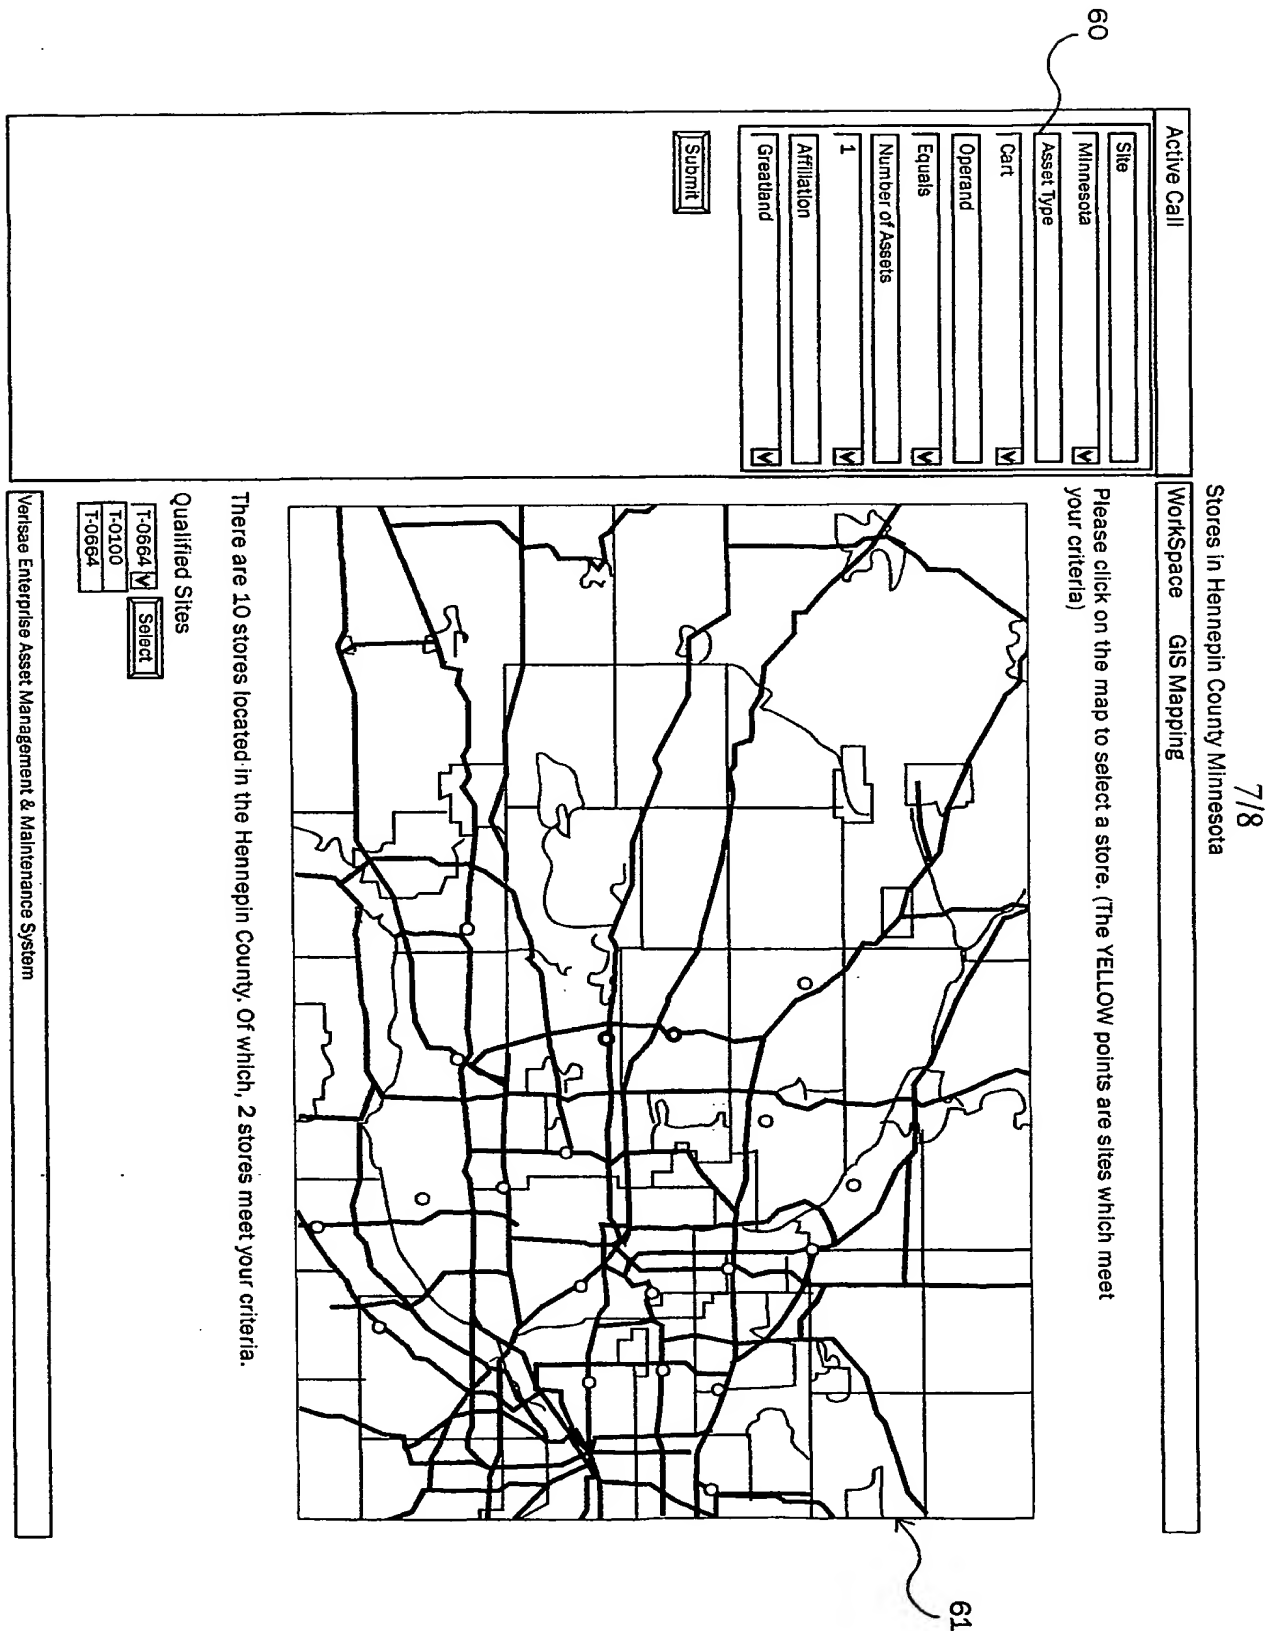 7/8
Stores in Hennepin County Minnesota
Active Call
WorkSpace GIS Mapping
60
Site
Minnesota
Asset Type
Cart
Operand
Equals
Number of Assets
1
Affiliation
Greatland
Submit
Please click on the map to select a store. (The YELLOW points are sites which meet
your criteria)
61
There are 10 stores located in the Hennepin County. Of which, 2 stores meet your criteria.
Qualified Sites
T-0664 Select
T-0100
T-0664
Verisae Enterprise Asset Management & Maintenance System